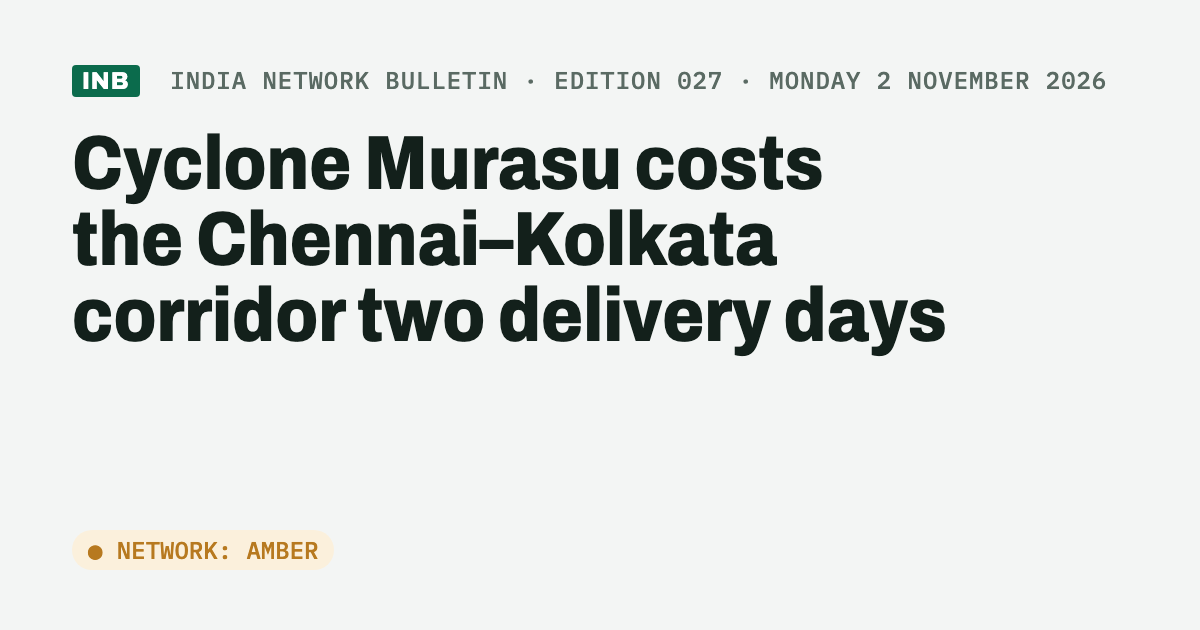 INB INDIA NETWORK BULLETIN · EDITION 027 · MONDAY 2 NOVEMBER 2026
Cyclone Murasu costs
the Chennai–Kolkata
corridor two delivery days
● NETWORK: AMBER